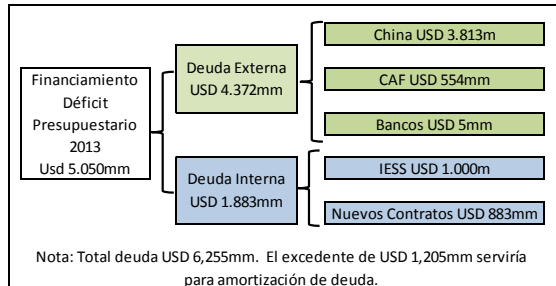 Financiamiento
Déficit
Presupuestario
2013
Usd 5.050mm
Deuda Externa
USD 4.372mm
China USD 3.813m
CAF USD 554mm
Bancos USD 5mm
Deuda Interna
USD 1.883mm
IESS USD 1.000m
Nuevos Contratos USD 883mm
Nota: Total deuda USD 6,255mm. El excedente de USD 1,205mm serviría
para amortización de deuda.